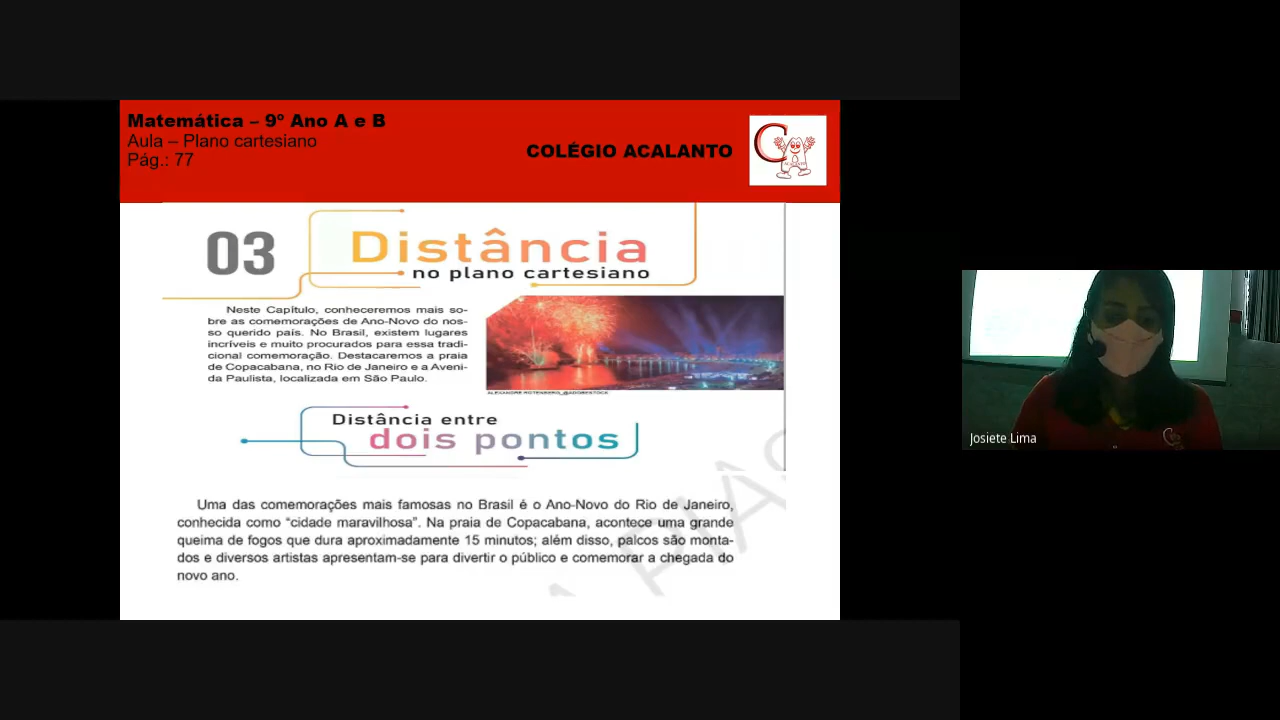 Matemática – 9º Ano A e B
Aula – Plano cartesiano
Pág.: 77
COLÉGIO ACALANTO
03
Distância
no plano cartesiano
Neste Capítulo, conheceremos mais so-
bre as comemorações de Ano-Novo do nos-
so querido país. No Brasil, existem lugares
incríveis e muito procurados para essa tradi-
cional comemoração. Destacaremos a praia
de Copacabana, no Rio de Janeiro e a Aveni-
da Paulista, localizada em São Paulo.
ALEXANDRE ROTENBERG_@ADOBESTOCK
Distância entre
dois pontos
Uma das comemorações mais famosas no Brasil é o Ano-Novo do Rio de Janeiro,
conhecida como “cidade maravilhosa”. Na praia de Copacabana, acontece uma grande
queima de fogos que dura aproximadamente 15 minutos; além disso, palcos são monta-
dos e diversos artistas apresentam-se para divertir o público e comemorar a chegada do
novo ano.
Josiete Lima